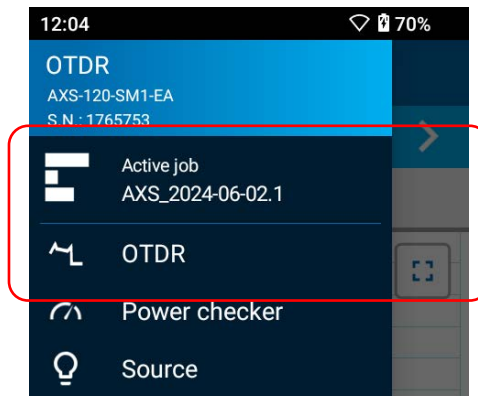 12:04 70%
OTDR
AXS-120-SM1-EA
S.N.: 1765753
Active job
AXS_2024-06-02.1
OTDR
Power checker
Source